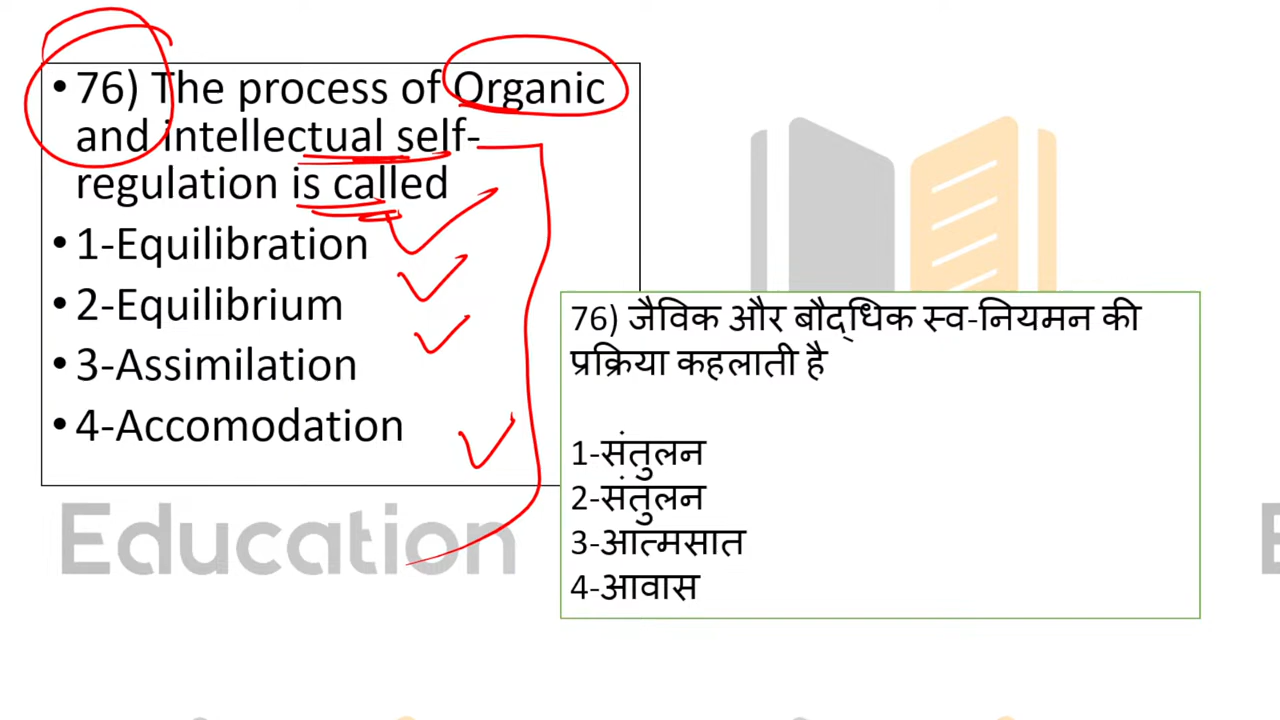 • 76) The process of Organic
and intellectual self-
regulation is called
• 1-Equilibration
• 2-Equilibrium
• 3-Assimilation
• 4-Accomodation
76) जैविक और बौद्धिक स्व-नियमन की
प्रक्रिया कहलाती है
1-संतुलन
2-संतुलन
3-आत्मसात
4-आवास
Education
E